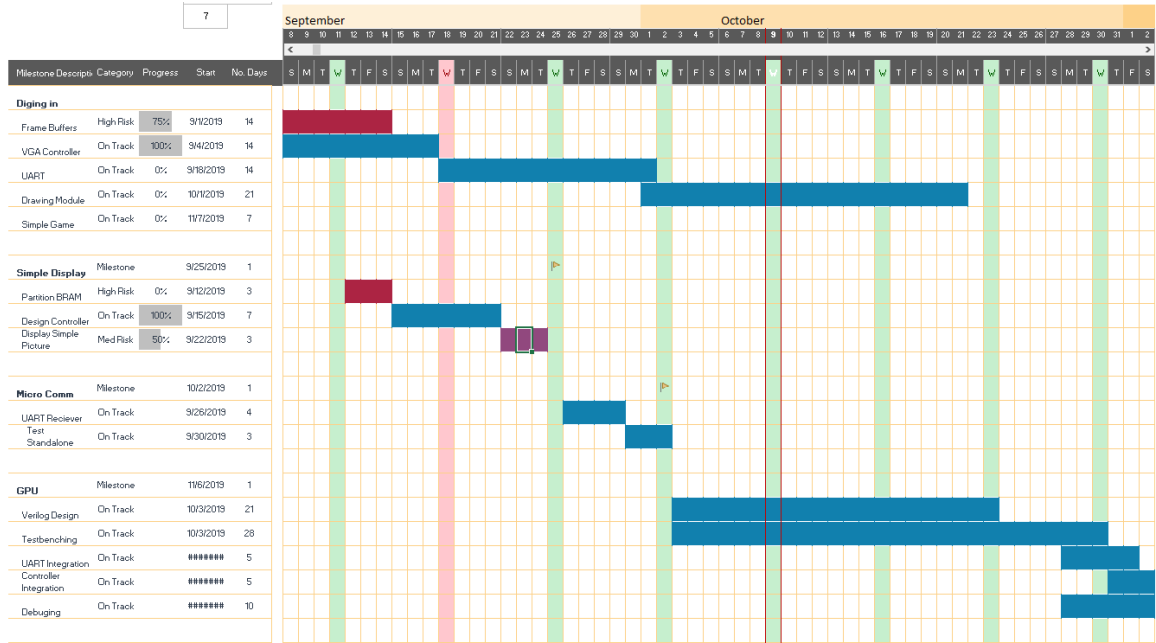 7
September October
8 9 10 11 12 13 14 15 16 17 18 19 20 21 22 23 24 25 26 27 28 29 30 1 2 3 4 5 6 7 8 9 10 11 12 13 14 15 16 17 18 19 20 21 22 23 24 25 26 27 28 29 30 31 1 2
Milestone Descripti Category Progress Start No. Days S M T W T F S S M T W T F S S M T W T F S S M T W T F S S M T W T F S S M T W T F S S M T W T F S S M T W T F S
Diging in
Frame Buffers High Risk 75% 9/1/2019 14
VGA Controller On Track 100% 9/4/2019 14
UART On Track 0% 9/18/2019 14
Drawing Module On Track 0% 10/1/2019 21
Simple Game On Track 0% 11/7/2019 7
Simple Display Milestone 9/25/2019 1
Partition BRAM High Risk 0% 9/12/2019 3
Design Controller On Track 100% 9/15/2019 7
Display Simple
Picture Med Risk 50% 9/22/2019 3
Micro Comm Milestone 10/2/2019 1
UART Reciever On Track 9/26/2019 4
Test
Standalone On Track 9/30/2019 3
GPU Milestone 11/6/2019 1
Verilog Design On Track 10/3/2019 21
Testbenching On Track 10/3/2019 28
UART Integration On Track ####### 5
Controller
Integration On Track ####### 5
Debuging On Track ####### 10